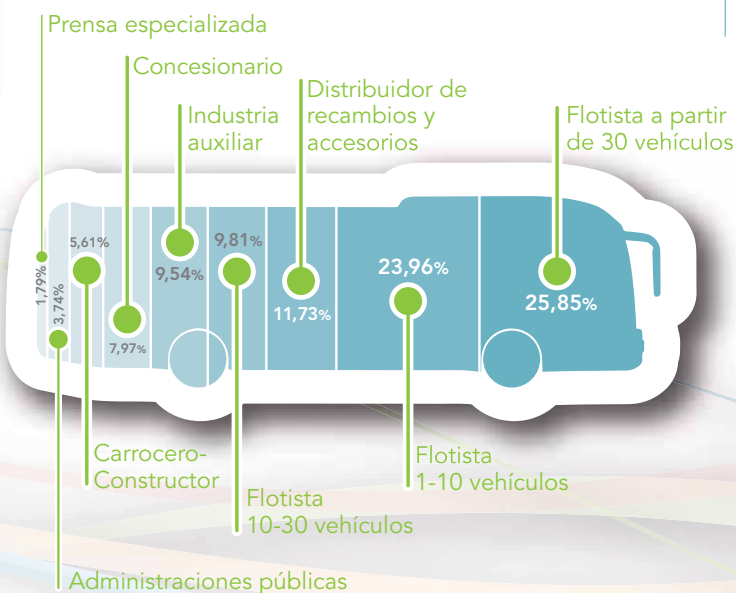 Prensa especializada
Concesionario
Industria
auxiliar
Distribuidor de
recambios y
accesorios
Flotista a partir
de 30 vehículos
1,79%
3,74%
5,61%
7,97%
9,54%
9,81%
11,73%
23,96%
25,85%
Carrocero-
Constructor
Flotista
10-30 vehículos
Flotista
1-10 vehículos
Administraciones públicas